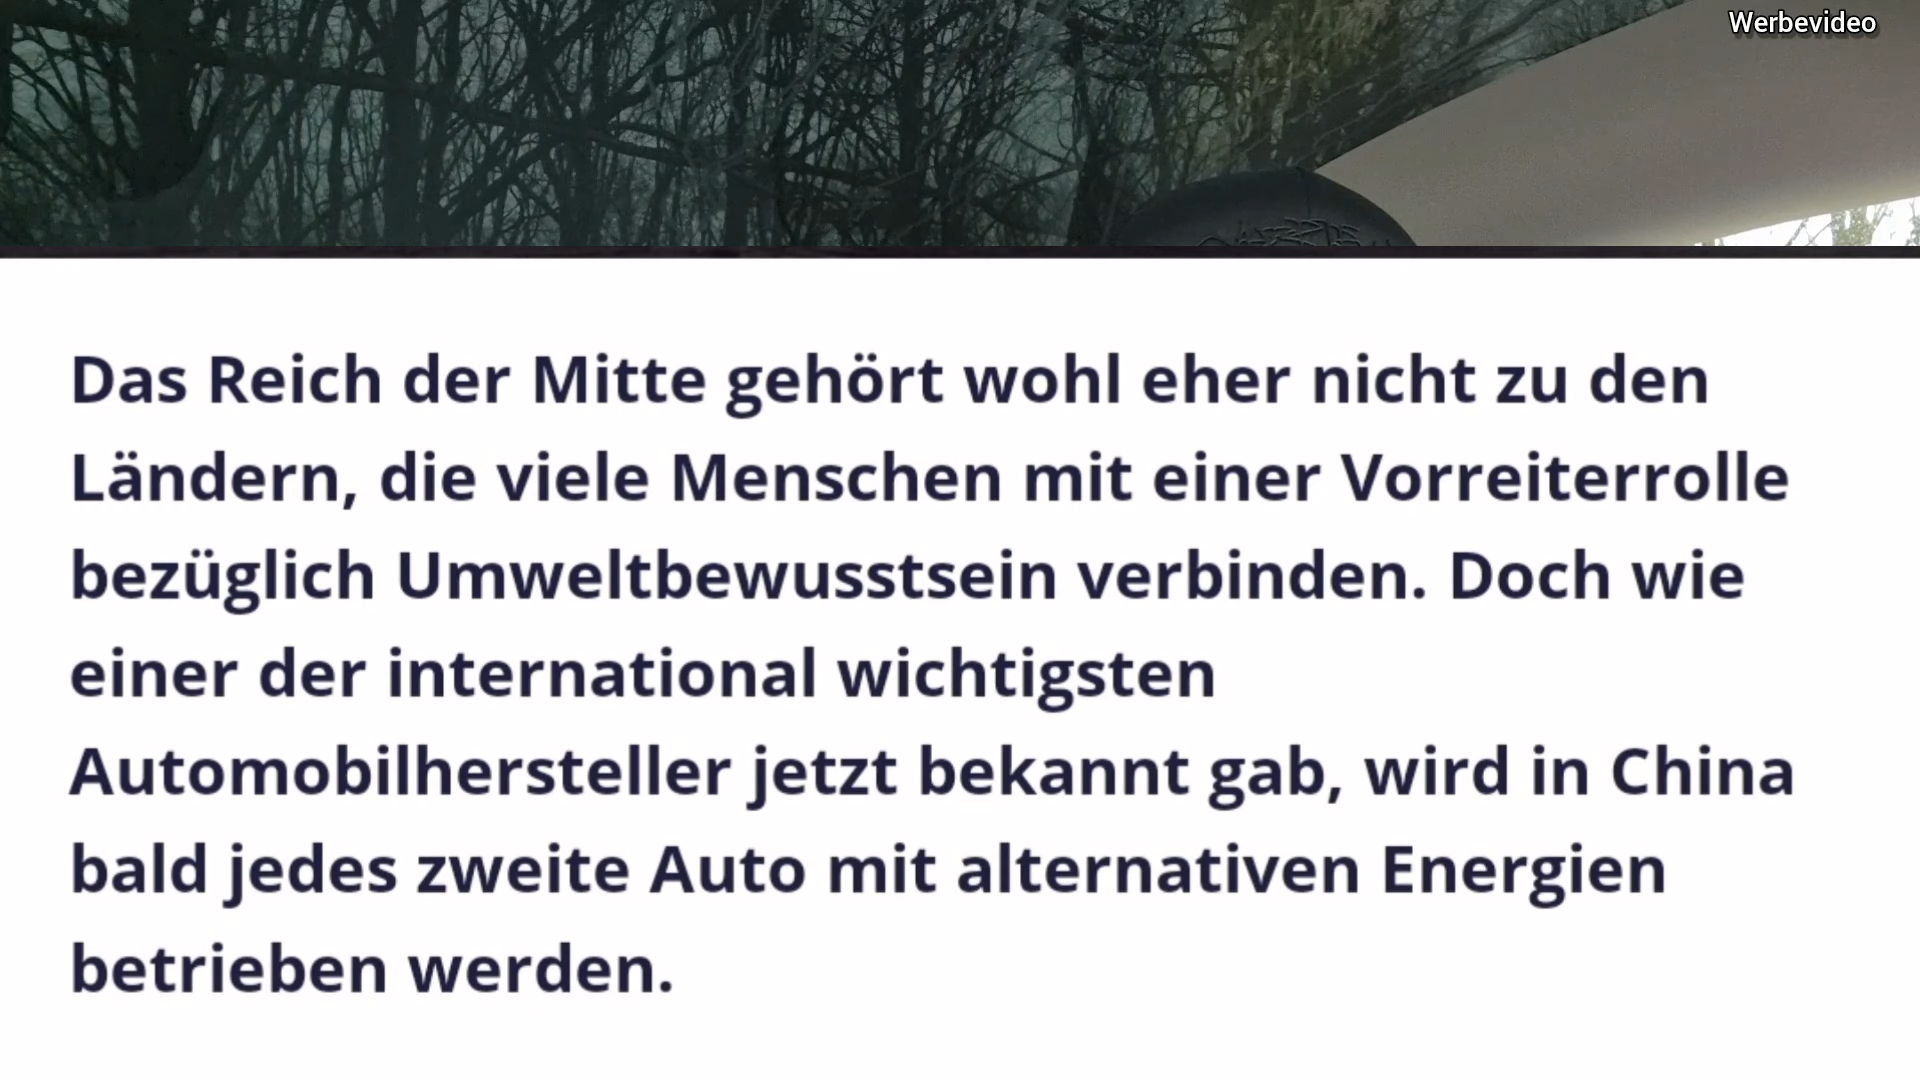 Werbevideo
Das Reich der Mitte gehört wohl eher nicht zu den
Ländern, die viele Menschen mit einer Vorreiterrolle
bezüglich Umweltbewusstsein verbinden. Doch wie
einer der international wichtigsten
Automobilhersteller jetzt bekannt gab, wird in China
bald jedes zweite Auto mit alternativen Energien
betrieben werden.